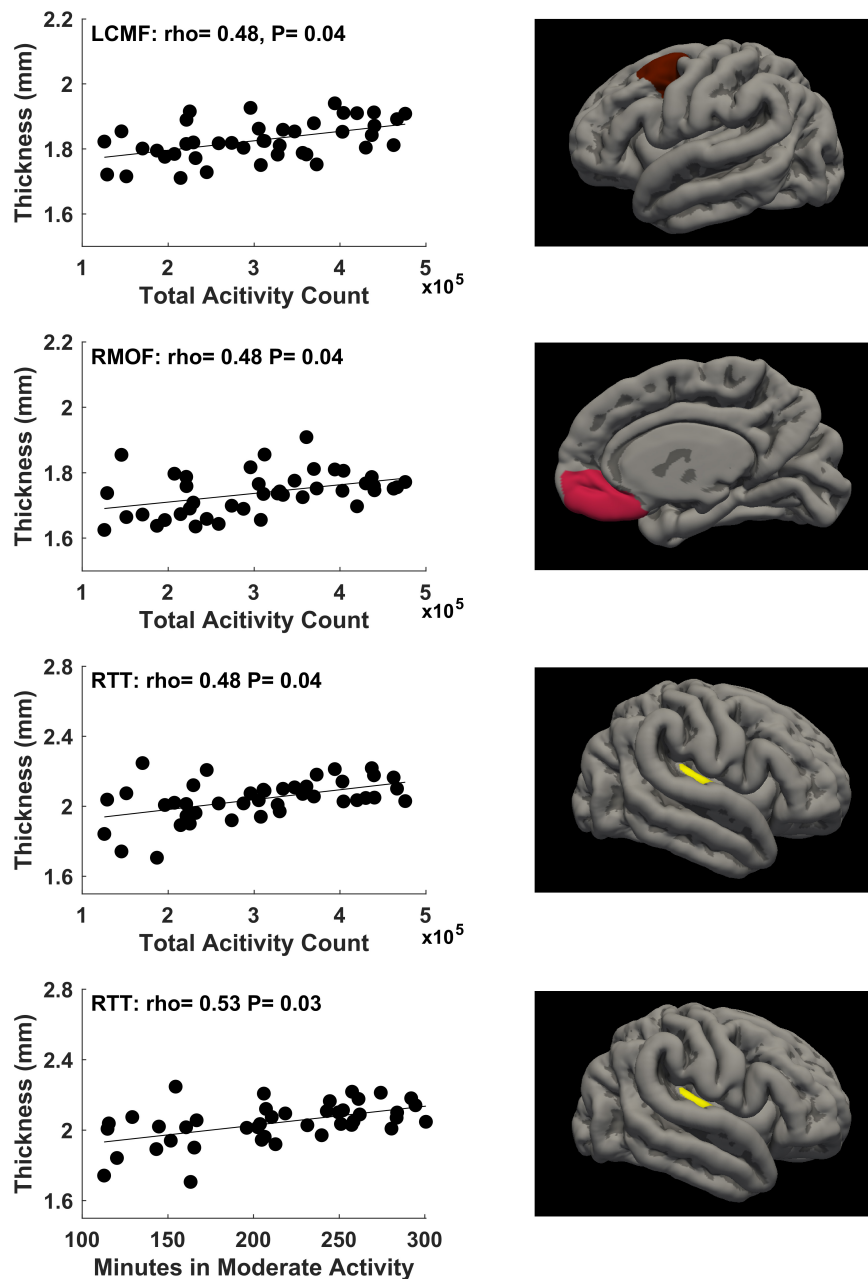 LCMF: rho= 0.48, P= 0.04
Thickness (mm)
2.2
2
1.8
1.6
1 2 3 4 5
x10^5
Total Acitivity Count
RMOF: rho= 0.48 P= 0.04
Thickness (mm)
2.2
2
1.8
1.6
1 2 3 4 5
x10^5
Total Acitivity Count
RTT: rho= 0.48 P= 0.04
Thickness (mm)
2.8
2.4
2
1.6
1 2 3 4 5
x10^5
Total Acitivity Count
RTT: rho= 0.53 P= 0.03
Thickness (mm)
2.8
2.4
2
1.6
100 150 200 250 300
Minutes in Moderate Activity